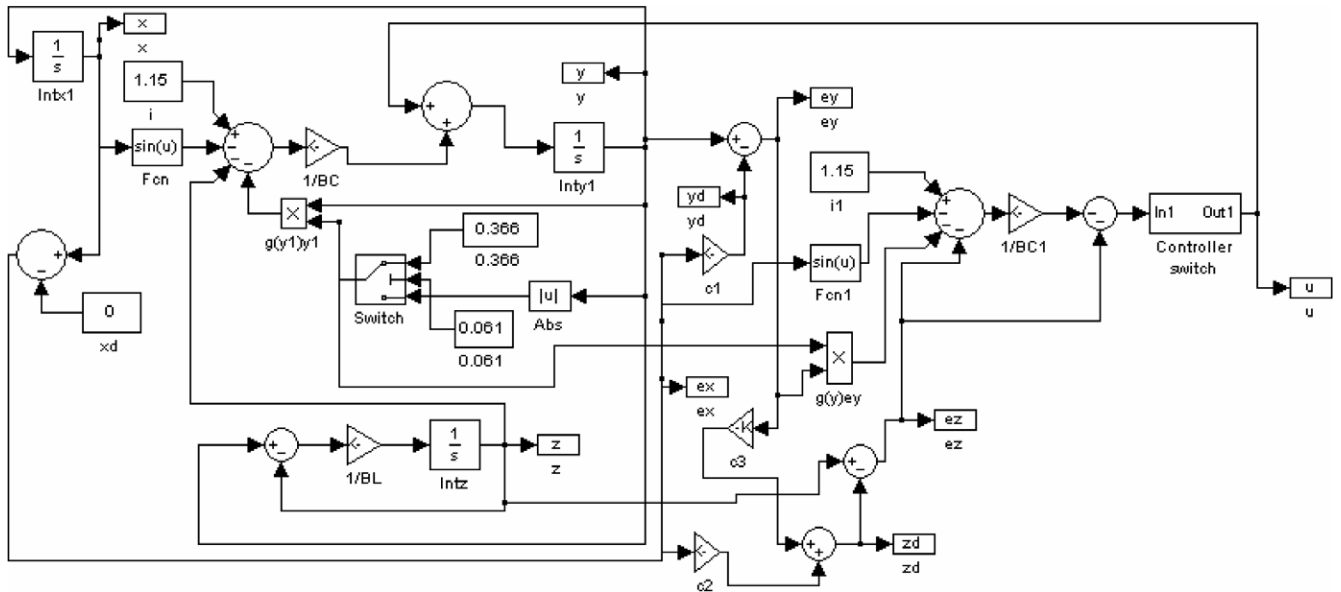 x
x
1
s
Intx1
1.15
i
sin(u)
Fcn
+
−
−
−
1/BC
+
+
1
s
Inty1
y
y
ey
ey
+
−
yd
yd
1.15
i1
+
−
−
−
1/BC1
−
−
In1 Out1
Controller
switch
u
u
×
g(y1)y1
0.366
0.366
Switch
|u|
Abs
0.061
0.061
+
−
0
xd
c1
sin(u)
Fcn1
×
g(y)ey
ex
ex
-K
c3
ez
ez
+
−
+
−
1/BL
1
s
Intz
z
z
+
+
zd
zd
c2